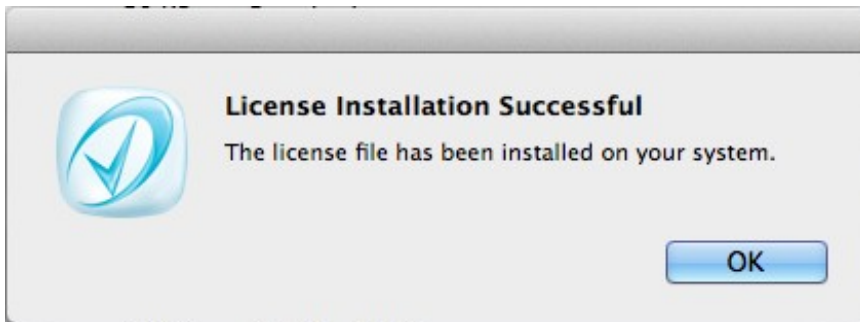 License Installation Successful
The license file has been installed on your system.
OK